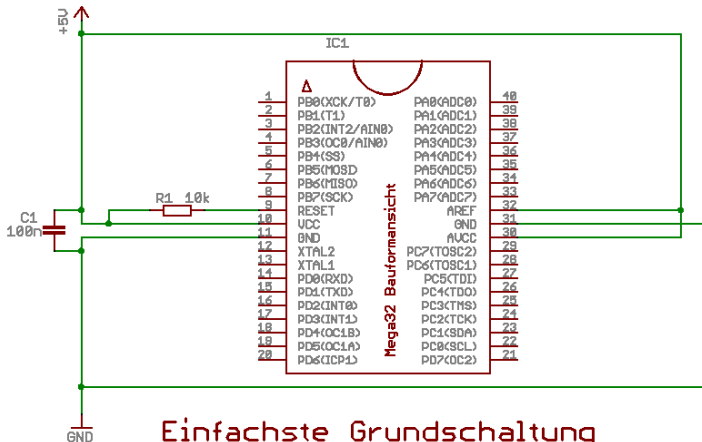 +5V
IC1
1 PB0(XCK/T0) PA0(ADC0) 40
2 PB1(T1) PA1(ADC1) 39
3 PB2(INT2/AIN0) PA2(ADC2) 38
4 PB3(OC0/AIN0) PA3(ADC3) 37
5 PB4(SS) PA4(ADC4) 36
6 PB5(MOSI) PA5(ADC5) 35
7 PB6(MISO) PA6(ADC6) 34
8 PB7(SCK) PA7(ADC7) 33
R1 10k
9 RESET AREF 32
10 VCC GND 31
11 GND AVCC 30
12 XTAL2 PC7(TOSC2) 29
13 XTAL1 PC6(TOSC1) 28
14 PD0(RXD) PC5(TDI) 27
15 PD1(TXD) PC4(TDO) 26
16 PD2(INT0) PC3(TMS) 25
17 PD3(INT1) PC2(TCK) 24
18 PD4(OC1B) PC1(SDA) 23
19 PD5(OC1A) PC0(SCL) 22
20 PD6(ICP1) PD7(OC2) 21
Mega32 Bauformansicht
C1
100n
GND
Einfachste Grundschaltung